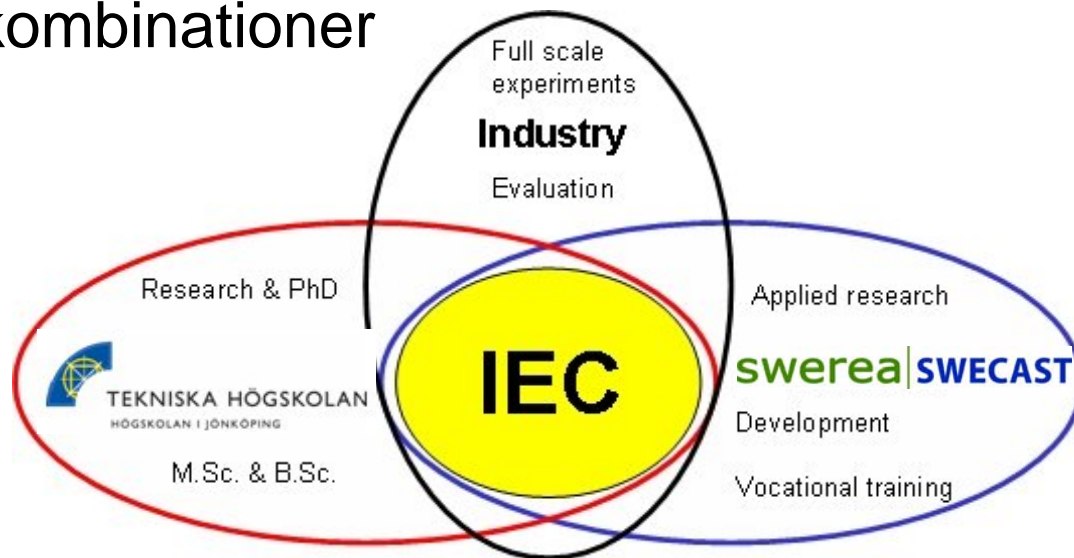 kombinationer
Full scale
experiments
Industry
Evaluation
Research & PhD
TEKNISKA HÖGSKOLAN
HÖGSKOLAN I JÖNKÖPING
M.Sc. & B.Sc.
IEC
Applied research
swerea SWECAST
Development
Vocational training